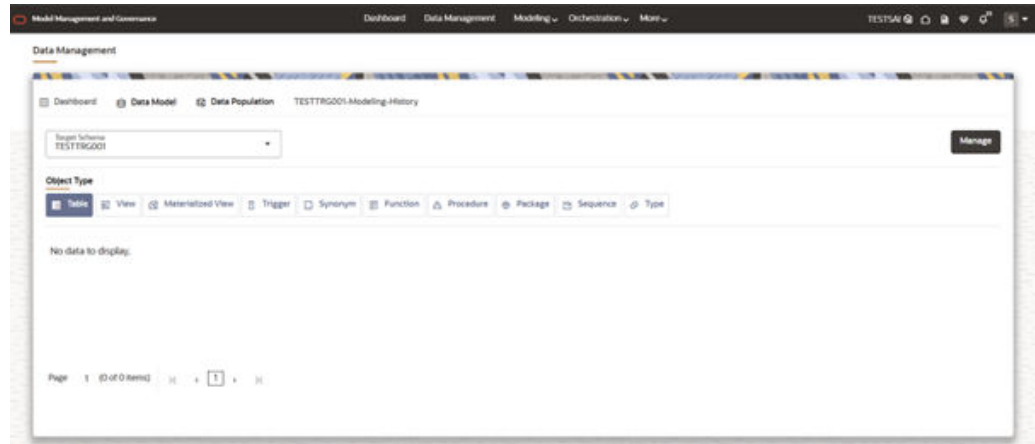 Model Management and Governance Dashboard Data Management Modeling Orchestration More TESTSAI S
Data Management
Dashboard Data Model Data Population TESTTRG001-Modeling-History
Target Schema
TESTTRG001
Manage
Object Type
Table View Materialized View Trigger Synonym Function Procedure Package Sequence Type
No data to display.
Page 1 (0 of 0 items) 1